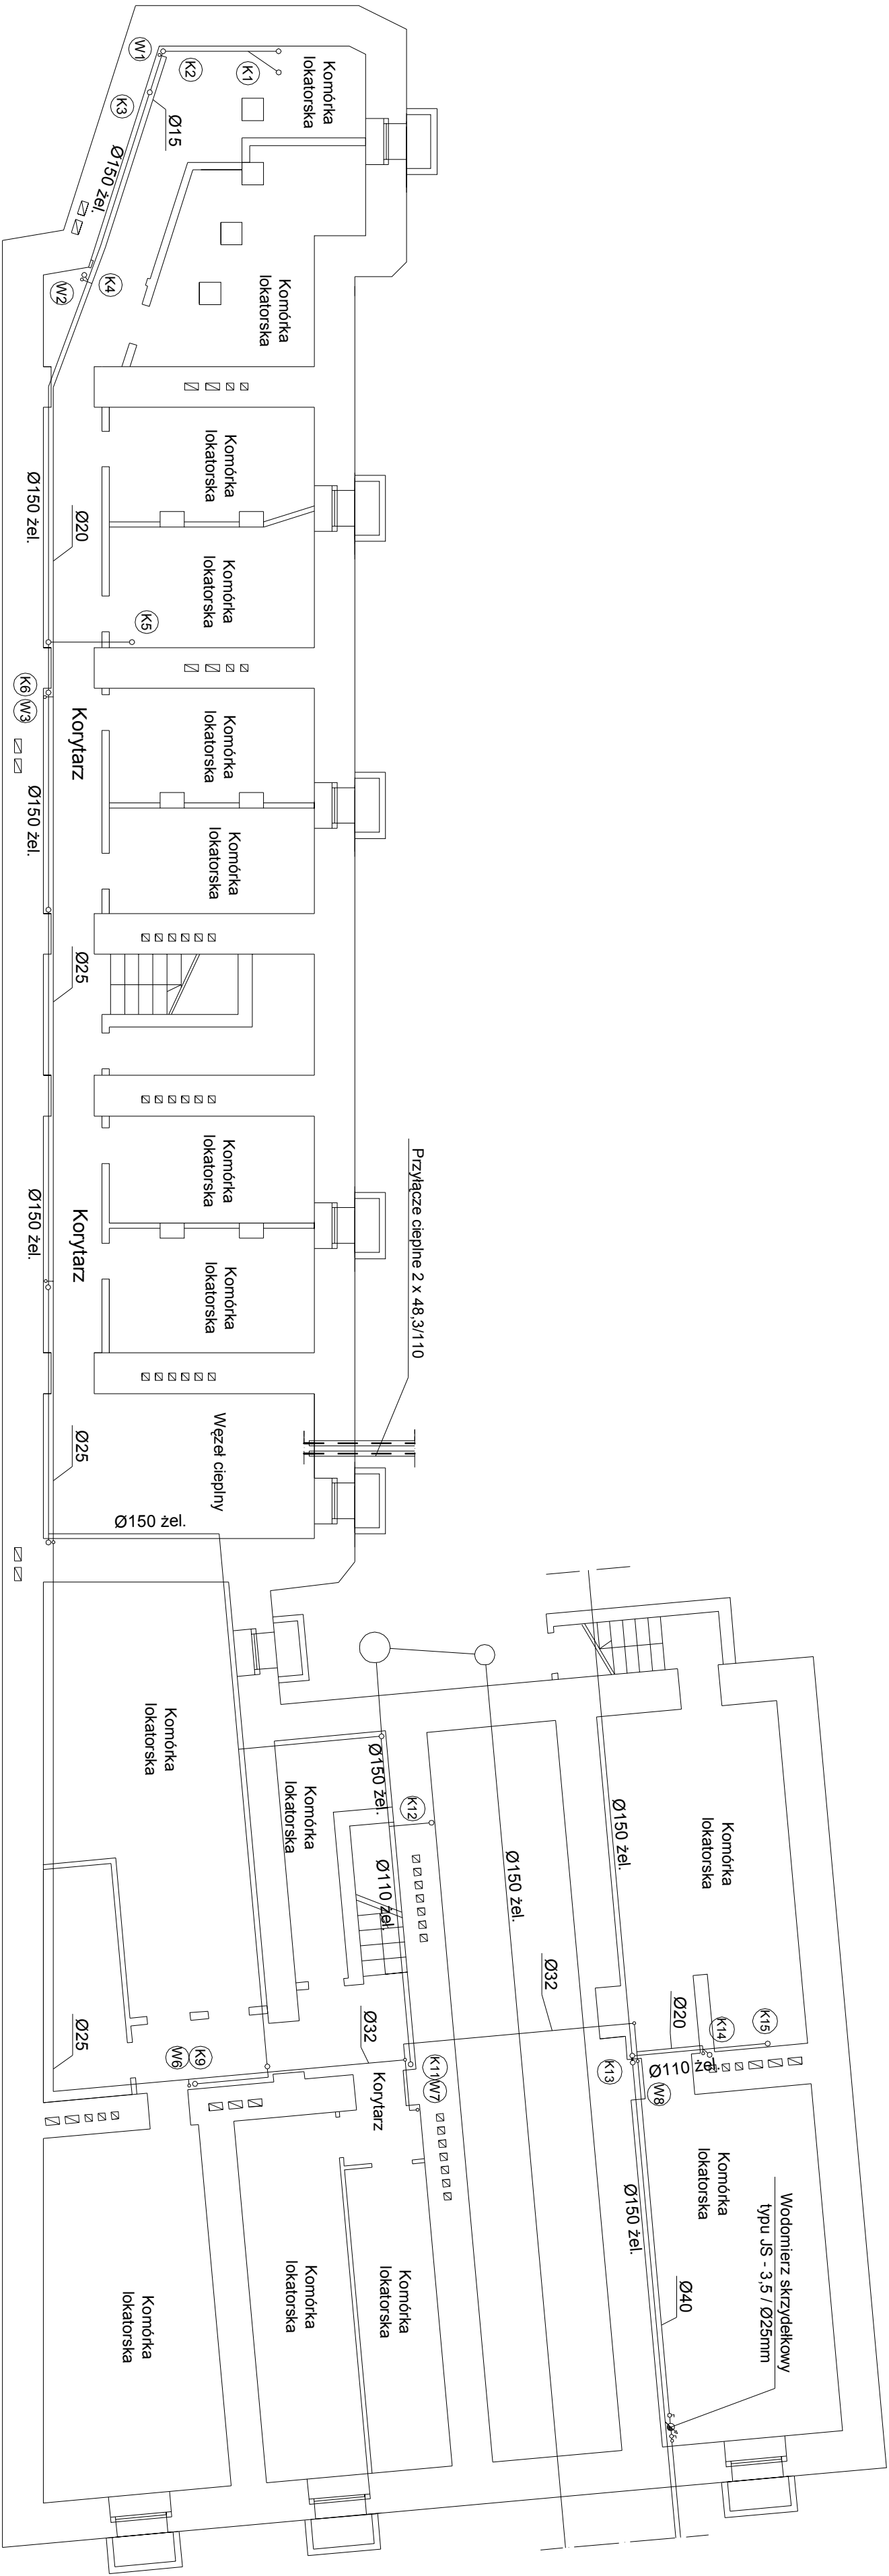 Komórka
lokatorska
K1
K2
W1
K3
Ø15
Ø150 żel.
K4
W2
Komórka
lokatorska
Komórka
lokatorska
Ø150 żel.
Ø20
Komórka
lokatorska
K5
K6
W3
Korytarz
Komórka
lokatorska
Ø150 żel.
Komórka
lokatorska
Ø25
Przyłącze cieplne 2 x 48,3/110
Komórka
lokatorska
Ø150 żel.
Korytarz
Komórka
lokatorska
Ø25
Węzeł cieplny
Ø150 żel.
Komórka
lokatorska
Komórka
lokatorska
Ø150 żel.
K12
Ø110 żel.
Ø150 żel.
Ø150 żel.
Komórka
lokatorska
Ø32
Ø20
K14
K15
Ø25
W6
K9
Ø32
K11
W7
Korytarz
K13
Ø110 żel.
W8
Ø150 żel.
Komórka
lokatorska
Wodomierz skrzydełkowy
typu JS - 3,5 / Ø25mm
Ø40
Komórka
lokatorska
Komórka
lokatorska
Komórka
lokatorska